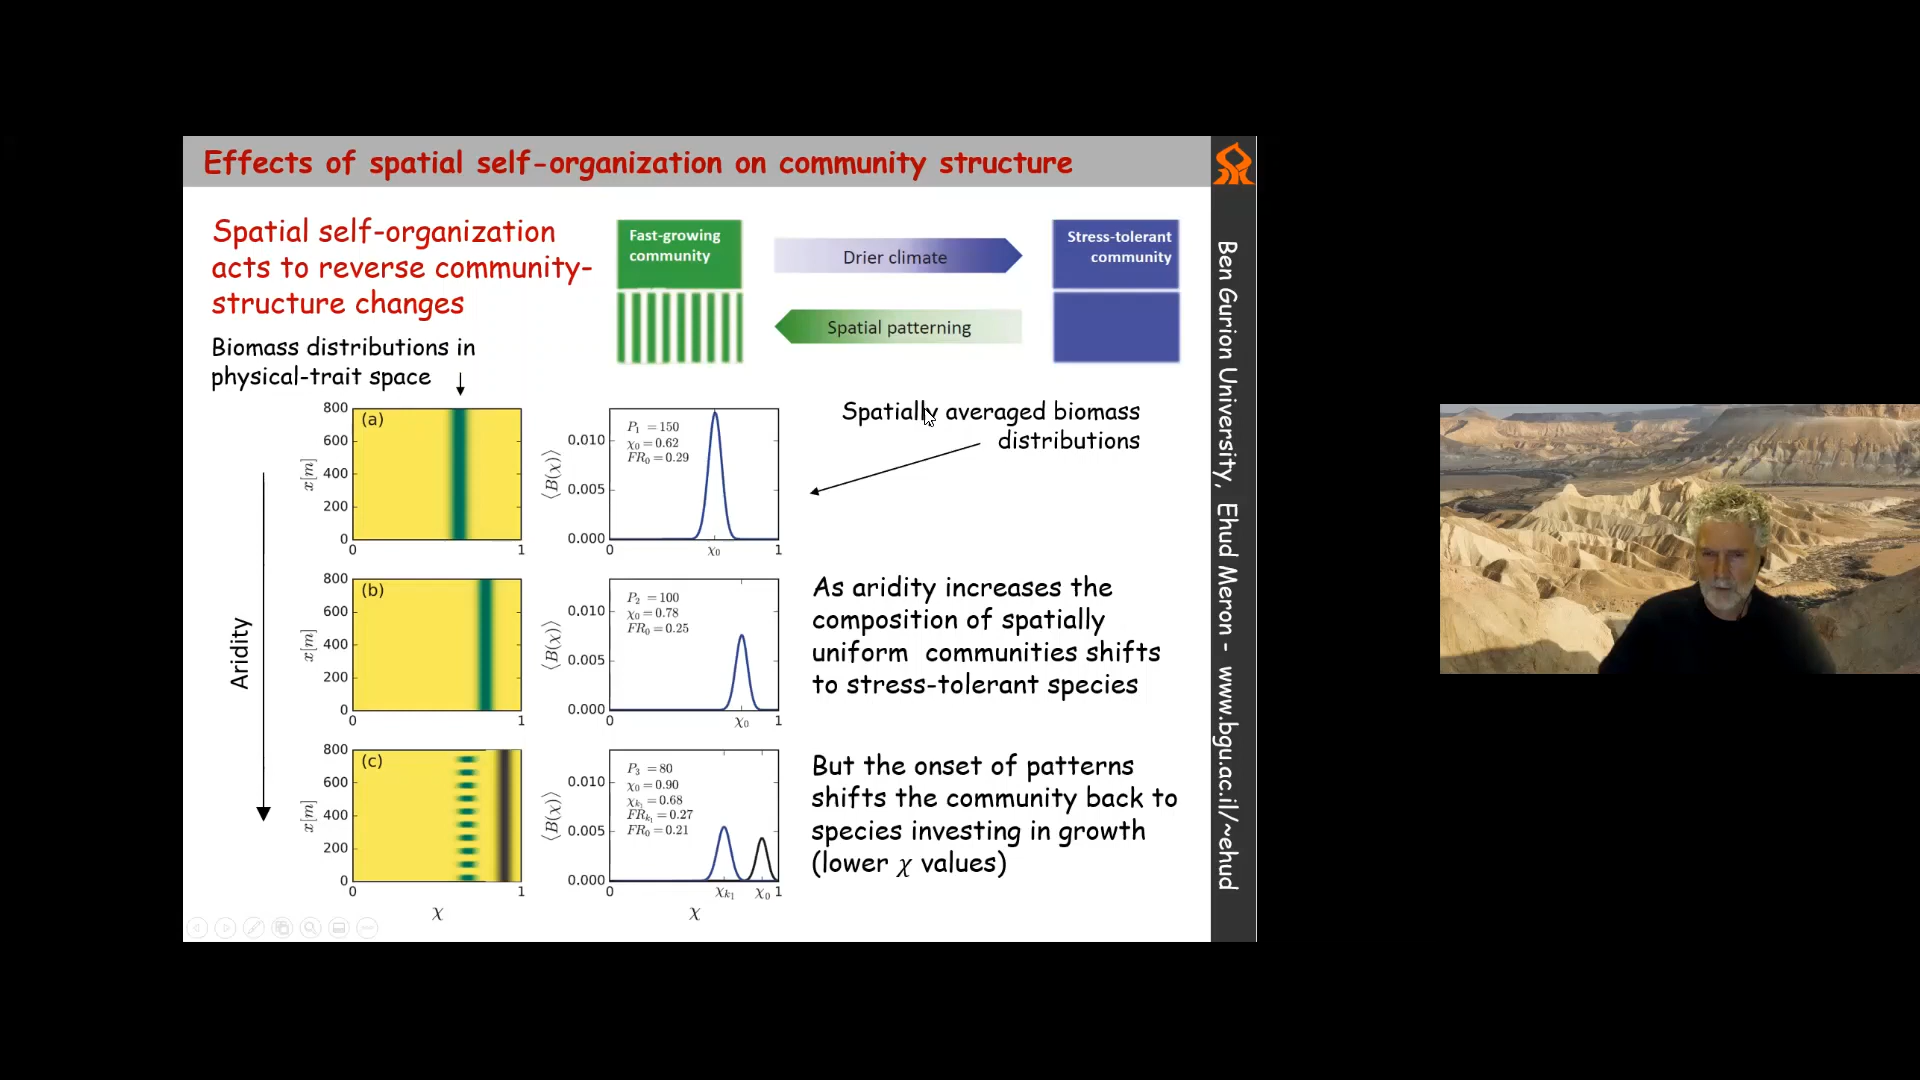 Effects of spatial self-organization on community structure
Spatial self-organization
acts to reverse community-
structure changes
Fast-growing
community
Drier climate
Stress-tolerant
community
Spatial patterning
Biomass distributions in
physical-trait space
Spatially averaged biomass
distributions
Aridity
800
600
400
200
0
x[m]
(a)
0
1
⟨B(χ)⟩
0.010
0.005
0.000
P₁ = 150
χ₀ = 0.62
FR₀ = 0.29
0
χ₀
1
800
600
400
200
0
x[m]
(b)
0
1
⟨B(χ)⟩
0.010
0.005
0.000
P₂ = 100
χ₀ = 0.78
FR₀ = 0.25
0
χ₀
1
As aridity increases the
composition of spatially
uniform communities shifts
to stress-tolerant species
800
600
400
200
0
x[m]
(c)
0
1
χ
⟨B(χ)⟩
0.010
0.005
0.000
P₃ = 80
χ₀ = 0.90
χₖ₁ = 0.68
FRₖ₁ = 0.27
FR₀ = 0.21
0
χₖ₁
χ₀
1
χ
But the onset of patterns
shifts the community back to
species investing in growth
(lower χ values)
Ben Gurion University, Ehud Meron - www.bgu.ac.il/~ehud